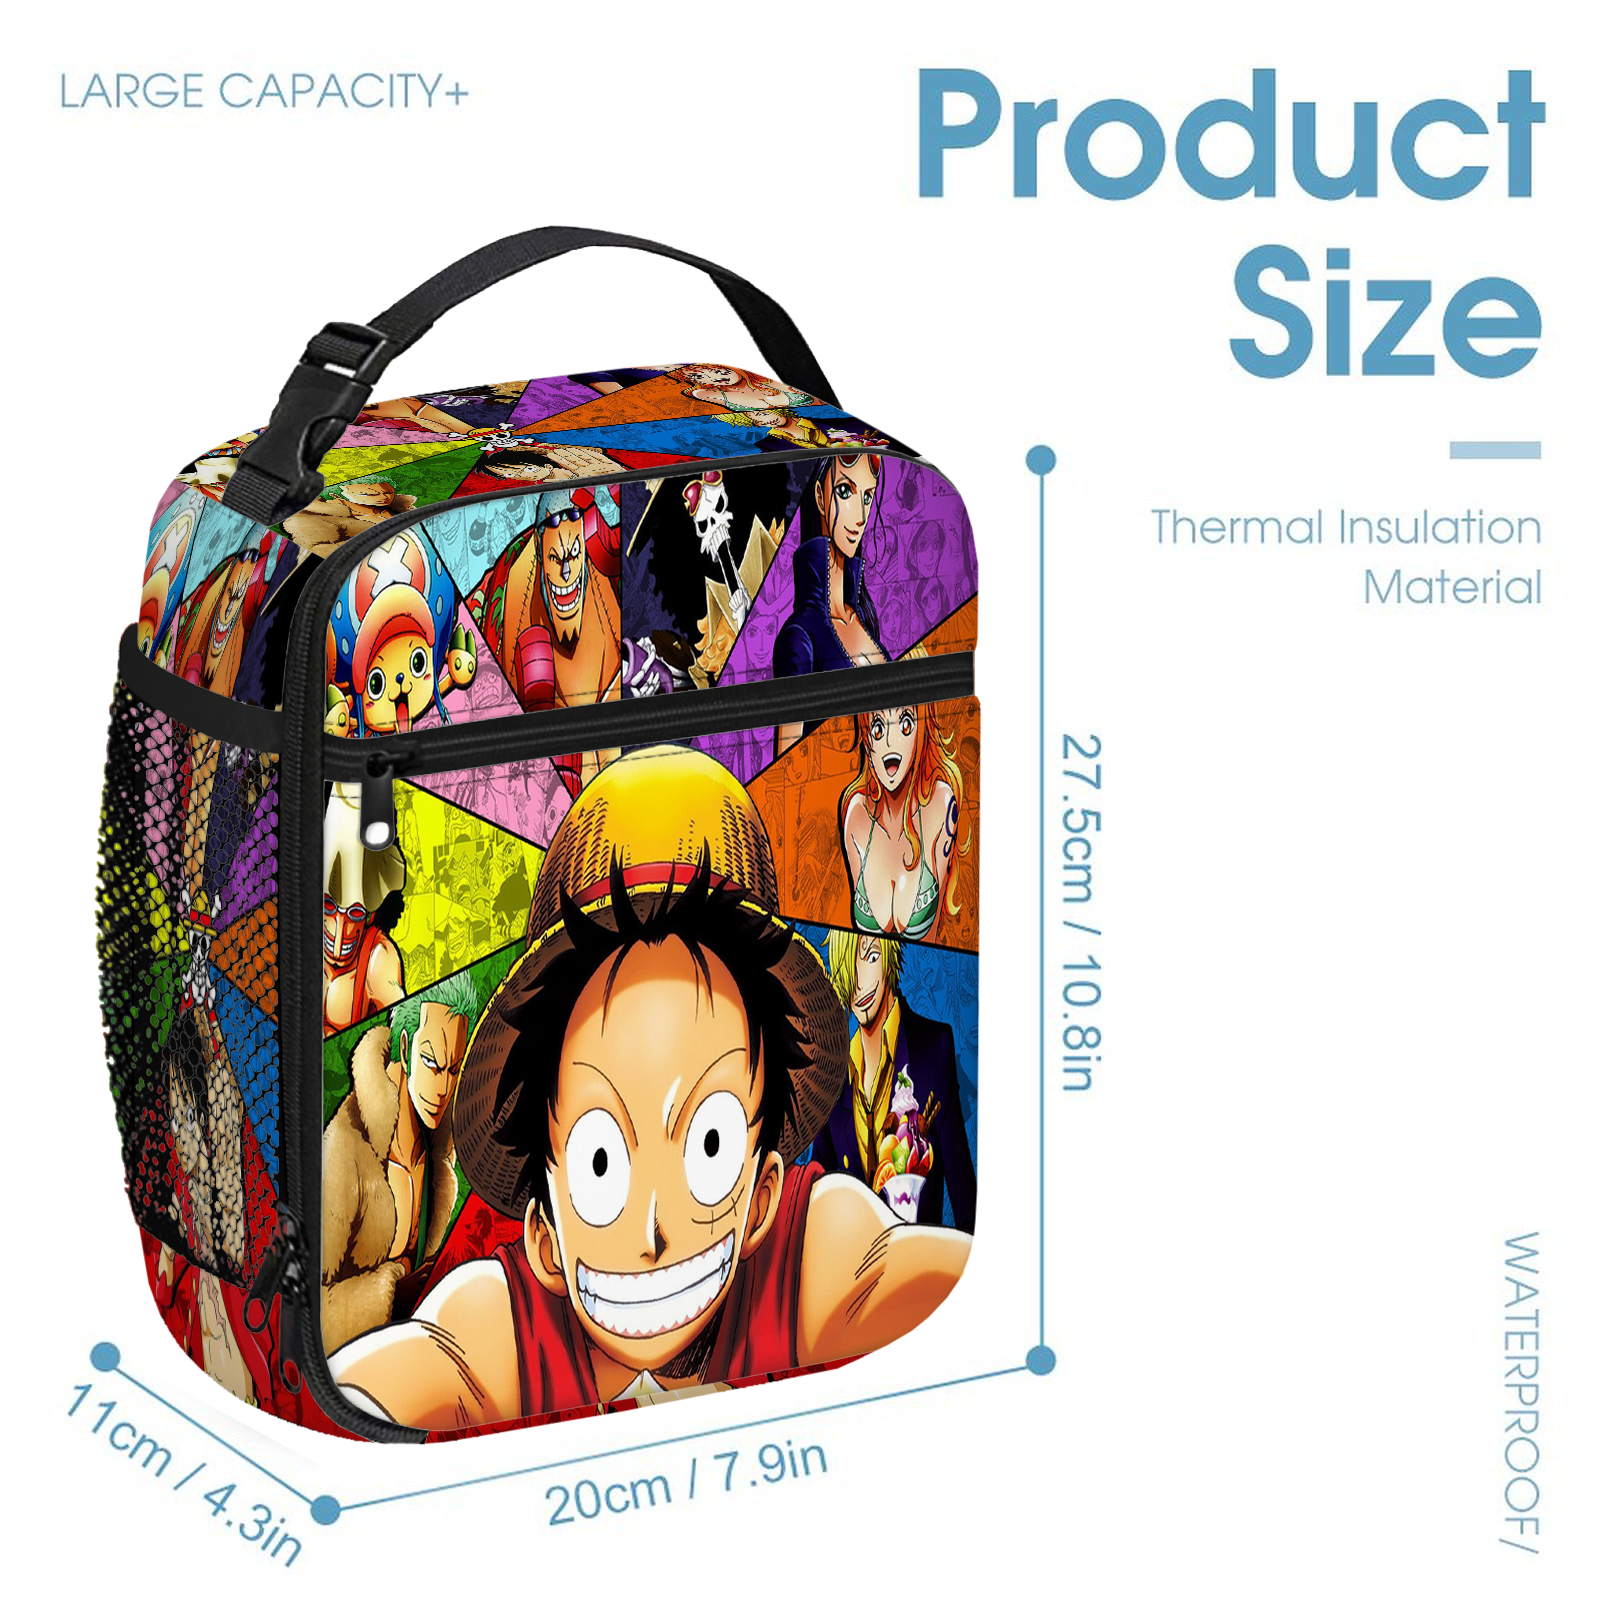 LARGE CAPACITY+
Product
Size
Thermal Insulation
Material
27.5cm / 10.8in
11cm / 4.3in
20cm / 7.9in
WATERPROOF/